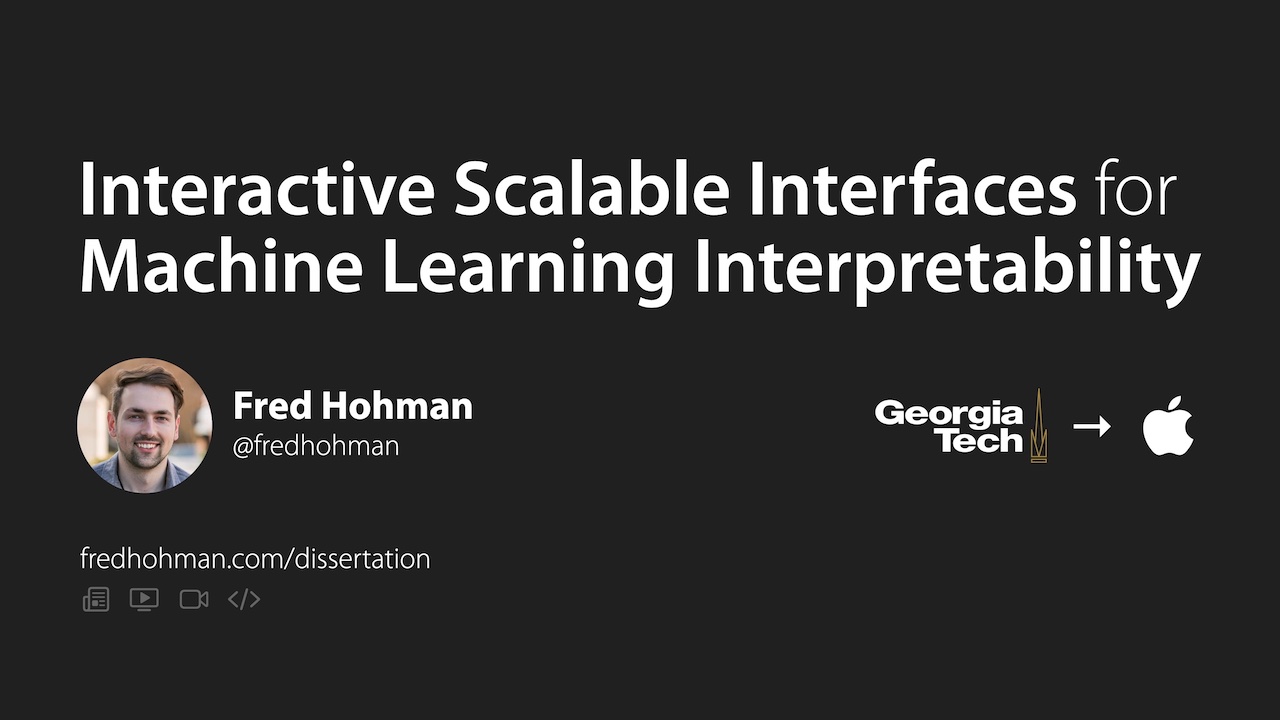 Interactive Scalable Interfaces for
Machine Learning Interpretability
Fred Hohman
@fredhohman
Georgia
Tech
fredhohman.com/dissertation